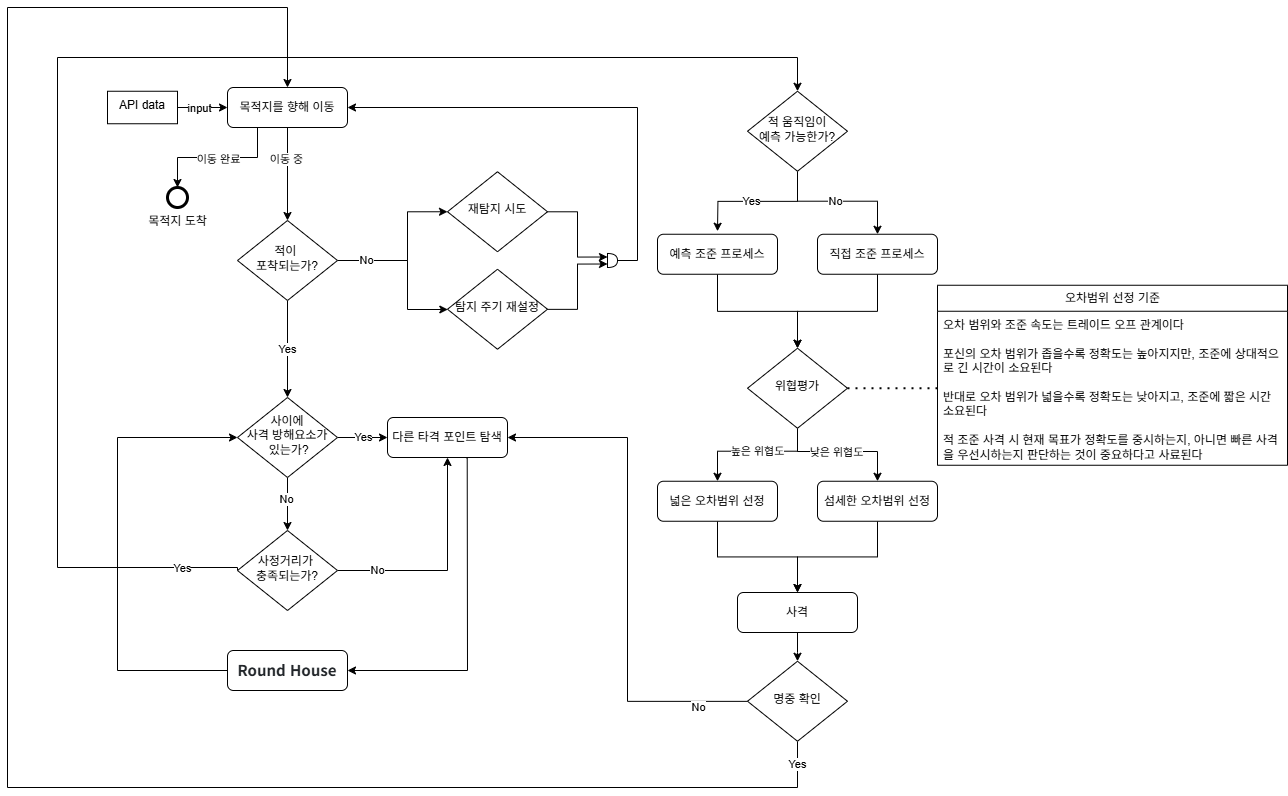 API data
input
목적지를 향해 이동
이동 완료
이동 중
목적지 도착
적이
포착되는가?
No
재탐지 시도
탐지 주기 재설정
Yes
사이에
사격 방해요소가
있는가?
Yes
다른 타격 포인트 탐색
No
사정거리가
충족되는가?
Yes
No
Round House
적 움직임이
예측 가능한가?
Yes
No
예측 조준 프로세스
직접 조준 프로세스
위협평가
높은 위협도
낮은 위협도
넓은 오차범위 선정
섬세한 오차범위 선정
사격
명중 확인
No
Yes
오차범위 선정 기준
오차 범위와 조준 속도는 트레이드 오프 관계이다
포신의 오차 범위가 좁을수록 정확도는 높아지지만, 조준에 상대적으
로 긴 시간이 소요된다
반대로 오차 범위가 넓을수록 정확도는 낮아지고, 조준에 짧은 시간
소요된다
적 조준 사격 시 현재 목표가 정확도를 중시하는지, 아니면 빠른 사격
을 우선시하는지 판단하는 것이 중요하다고 사료된다